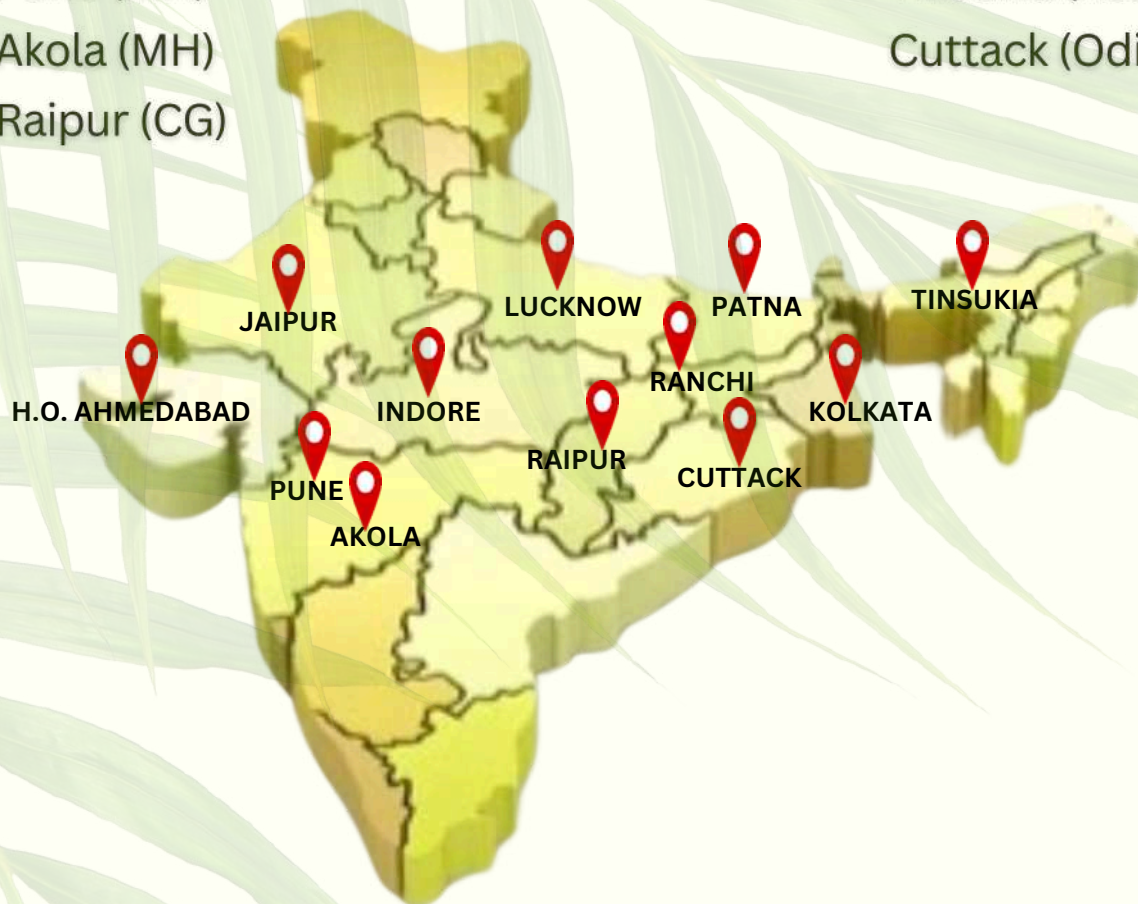 Akola (MH)
Cuttack (Odi
Raipur (CG)
LUCKNOW
PATNA
TINSUKIA
JAIPUR
RANCHI
H.O. AHMEDABAD
INDORE
KOLKATA
RAIPUR
CUTTACK
PUNE
AKOLA